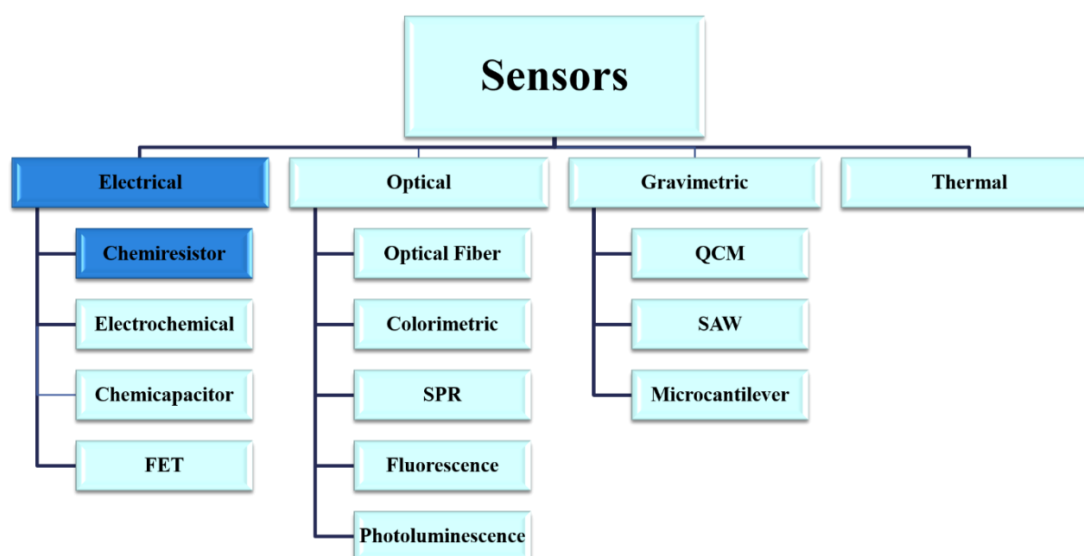 Sensors
Electrical
Optical
Gravimetric
Thermal
Chemiresistor
Optical Fiber
QCM
Electrochemical
Colorimetric
SAW
Chemicapacitor
SPR
Microcantilever
FET
Fluorescence
Photoluminescence